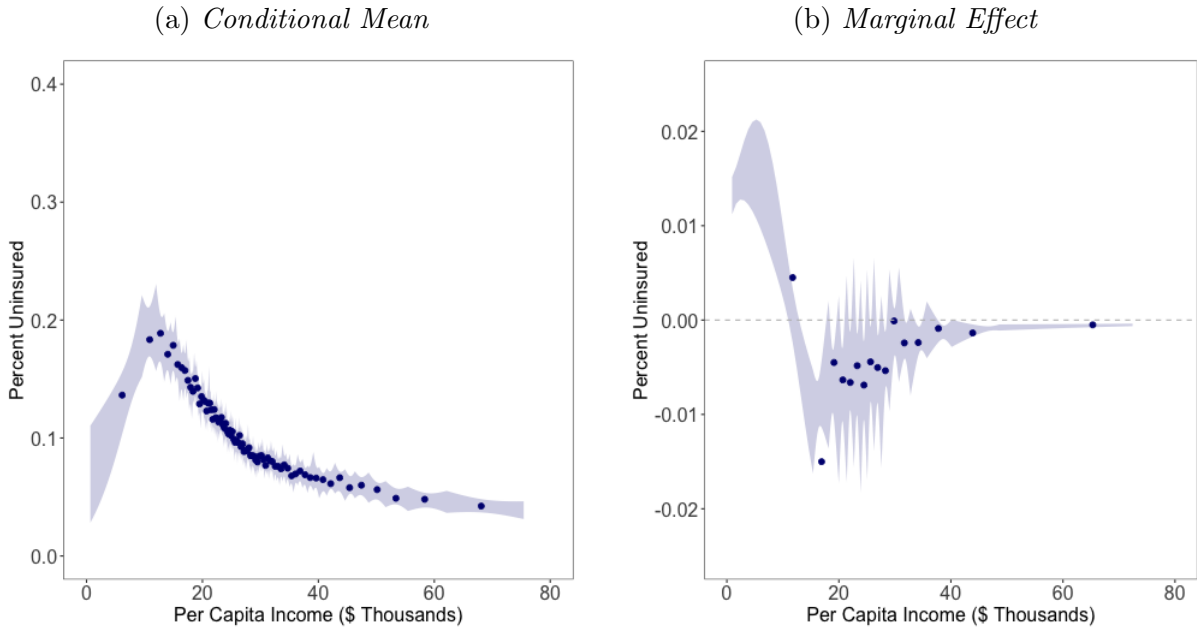 (a) Conditional Mean
0.4
0.3
0.2
0.1
0.0
Percent Uninsured
0 20 40 60 80
Per Capita Income ($ Thousands)
(b) Marginal Effect
0.02
0.01
0.00
-0.01
-0.02
Percent Uninsured
0 20 40 60 80
Per Capita Income ($ Thousands)